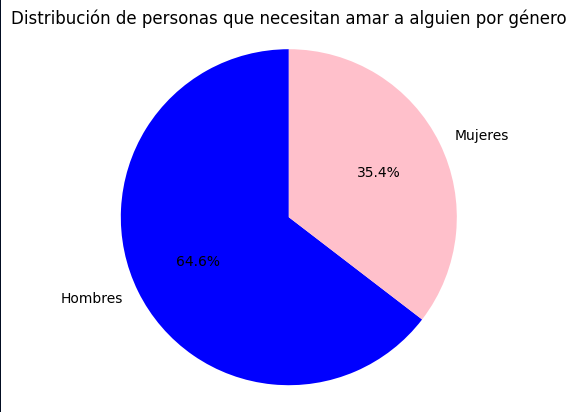 Distribución de personas que necesitan amar a alguien por género
Mujeres
35.4%
64.6%
Hombres